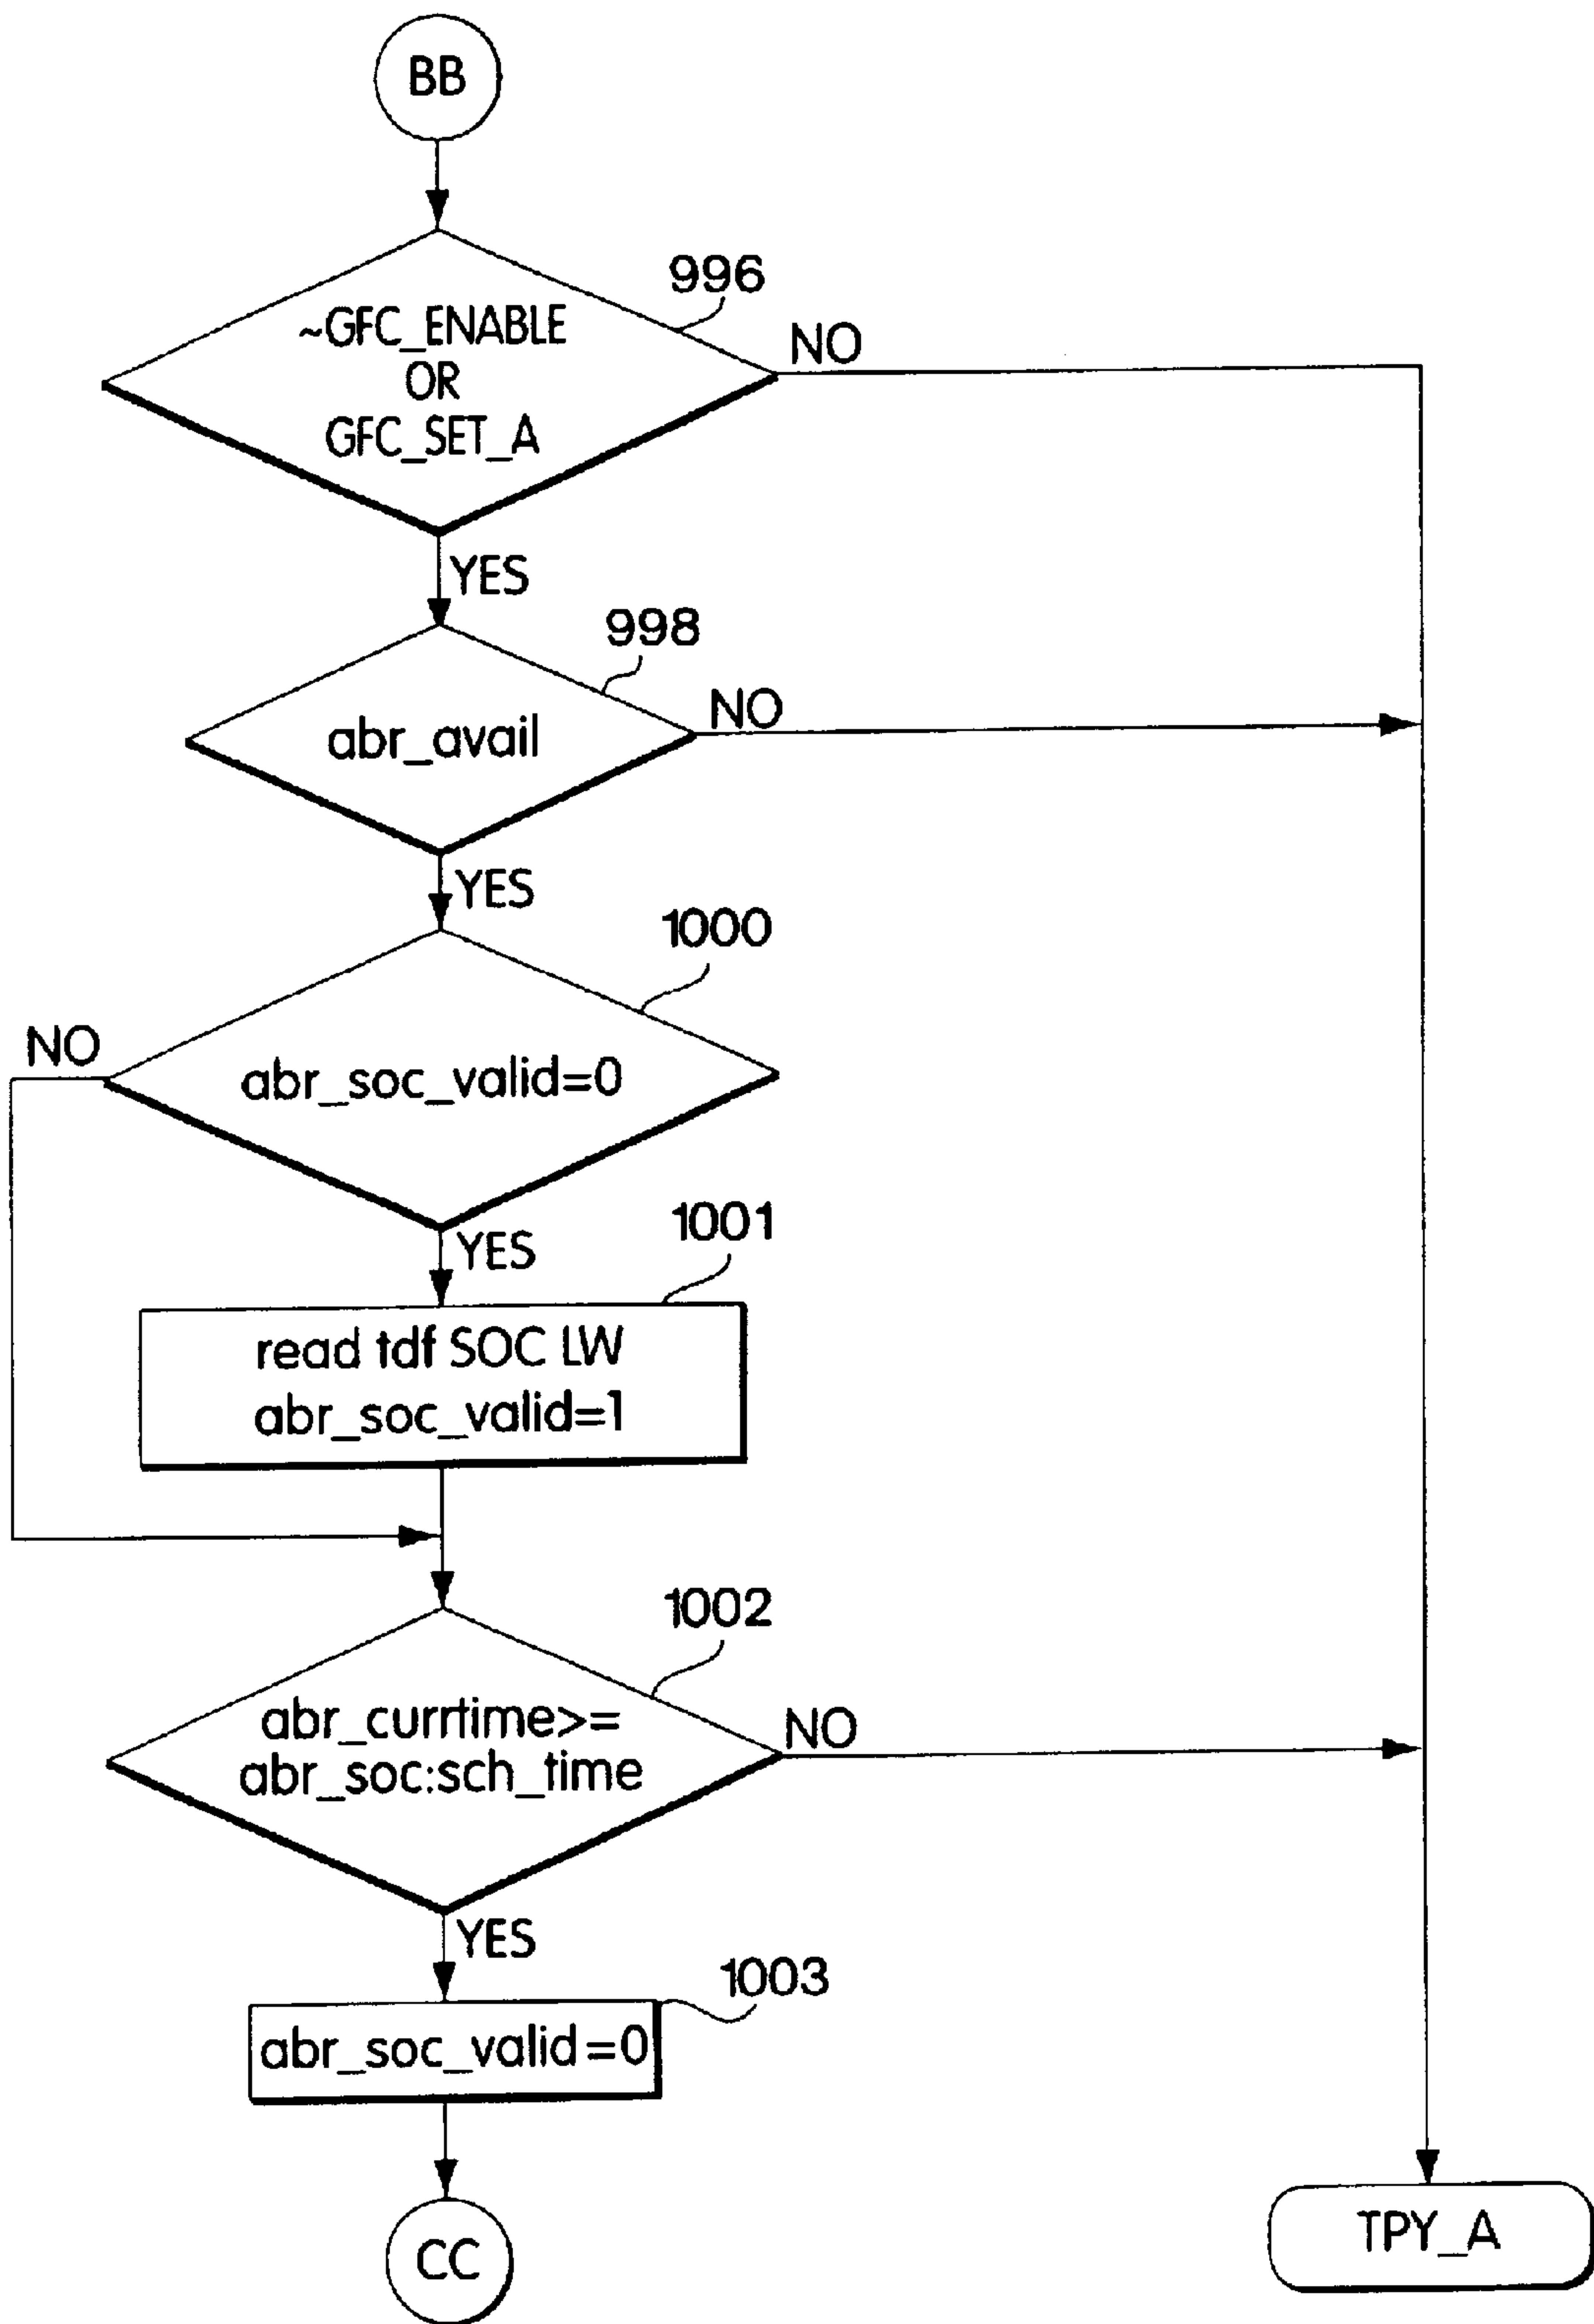 BB
996
~GFC_ENABLE
OR
GFC_SET_A
NO
YES
998
abr_avail
NO
YES
1000
NO
abr_soc_valid=0
YES
1001
read tdf SOC LW
abr_soc_valid=1
1002
abr_currtime>=
abr_soc:sch_time
NO
YES
1003
abr_soc_valid=0
CC
TPY_A